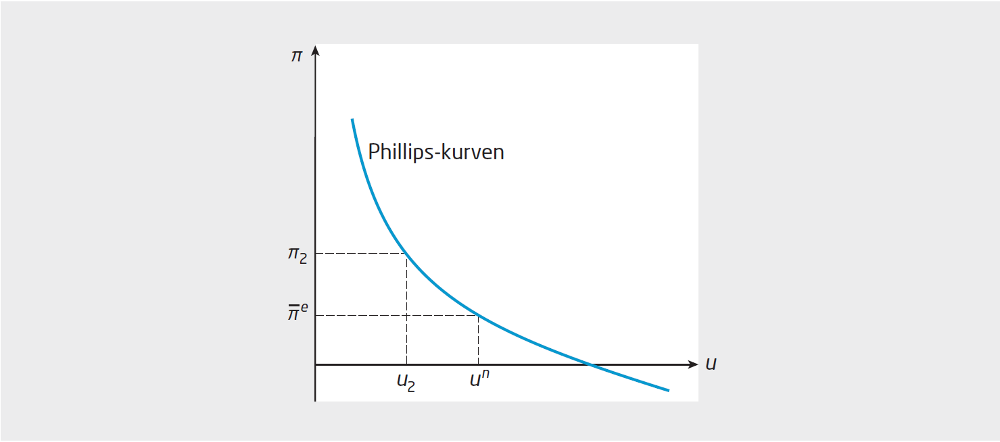 π
Phillips-kurven
π₂
π̅ᵉ
u
u₂ uⁿ